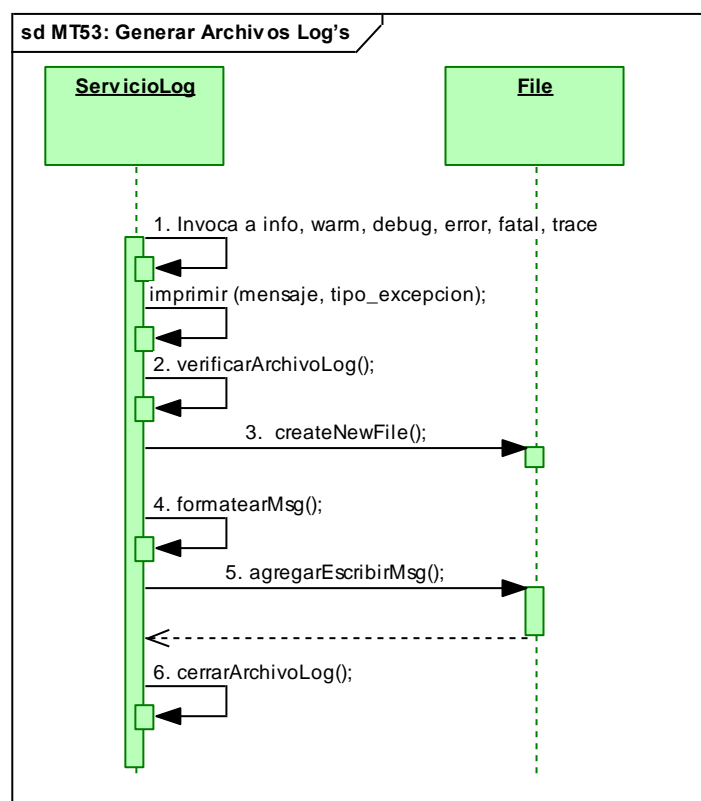 sd MT53: Generar Archivos Log's
ServicioLog
File
1. Invoca a info, warm, debug, error, fatal, trace
imprimir (mensaje, tipo_excepcion);
2. verificarArchivoLog();
3. createNewFile();
4. formatearMsg();
5. agregarEscribirMsg();
6. cerrarArchivoLog();